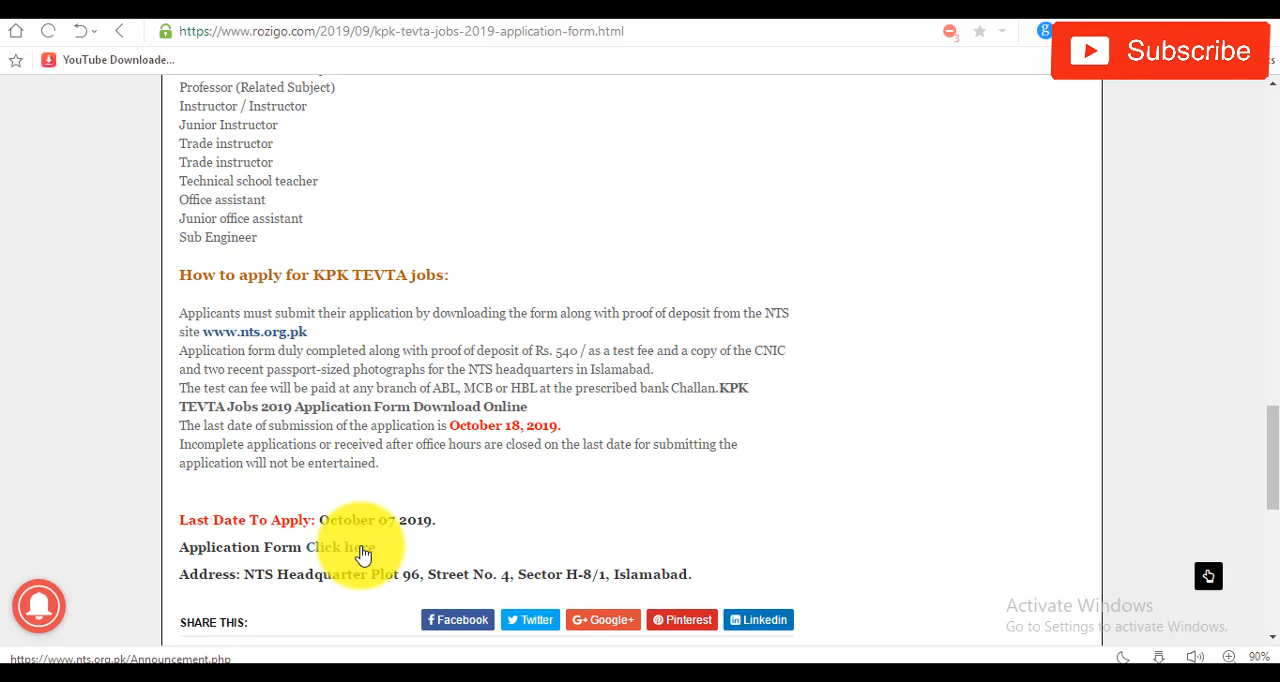 https://www.rozigo.com/2019/09/kpk-tevta-jobs-2019-application-form.html
3
g
Subscribe
YouTube Downloade...
Professor (Related Subject)
Instructor / Instructor
Junior Instructor
Trade instructor
Trade instructor
Technical school teacher
Office assistant
Junior office assistant
Sub Engineer
How to apply for KPK TEVTA jobs:
Applicants must submit their application by downloading the form along with proof of deposit from the NTS
site www.nts.org.pk
Application form duly completed along with proof of deposit of Rs. 540 / as a test fee and a copy of the CNIC
and two recent passport-sized photographs for the NTS headquarters in Islamabad.
The test can fee will be paid at any branch of ABL, MCB or HBL at the prescribed bank Challan.KPK
TEVTA Jobs 2019 Application Form Download Online
The last date of submission of the application is October 18, 2019.
Incomplete applications or received after office hours are closed on the last date for submitting the
application will not be entertained.
Last Date To Apply: October 07 2019.
Application Form Click here
Address: NTS Headquarter Plot 96, Street No. 4, Sector H-8/1, Islamabad.
SHARE THIS:
Facebook
Twitter
G+ Google+
Pinterest
Linkedin
Activate Windows
Go to Settings to activate Windows.
https://www.nts.org.pk/Announcement.php
90%